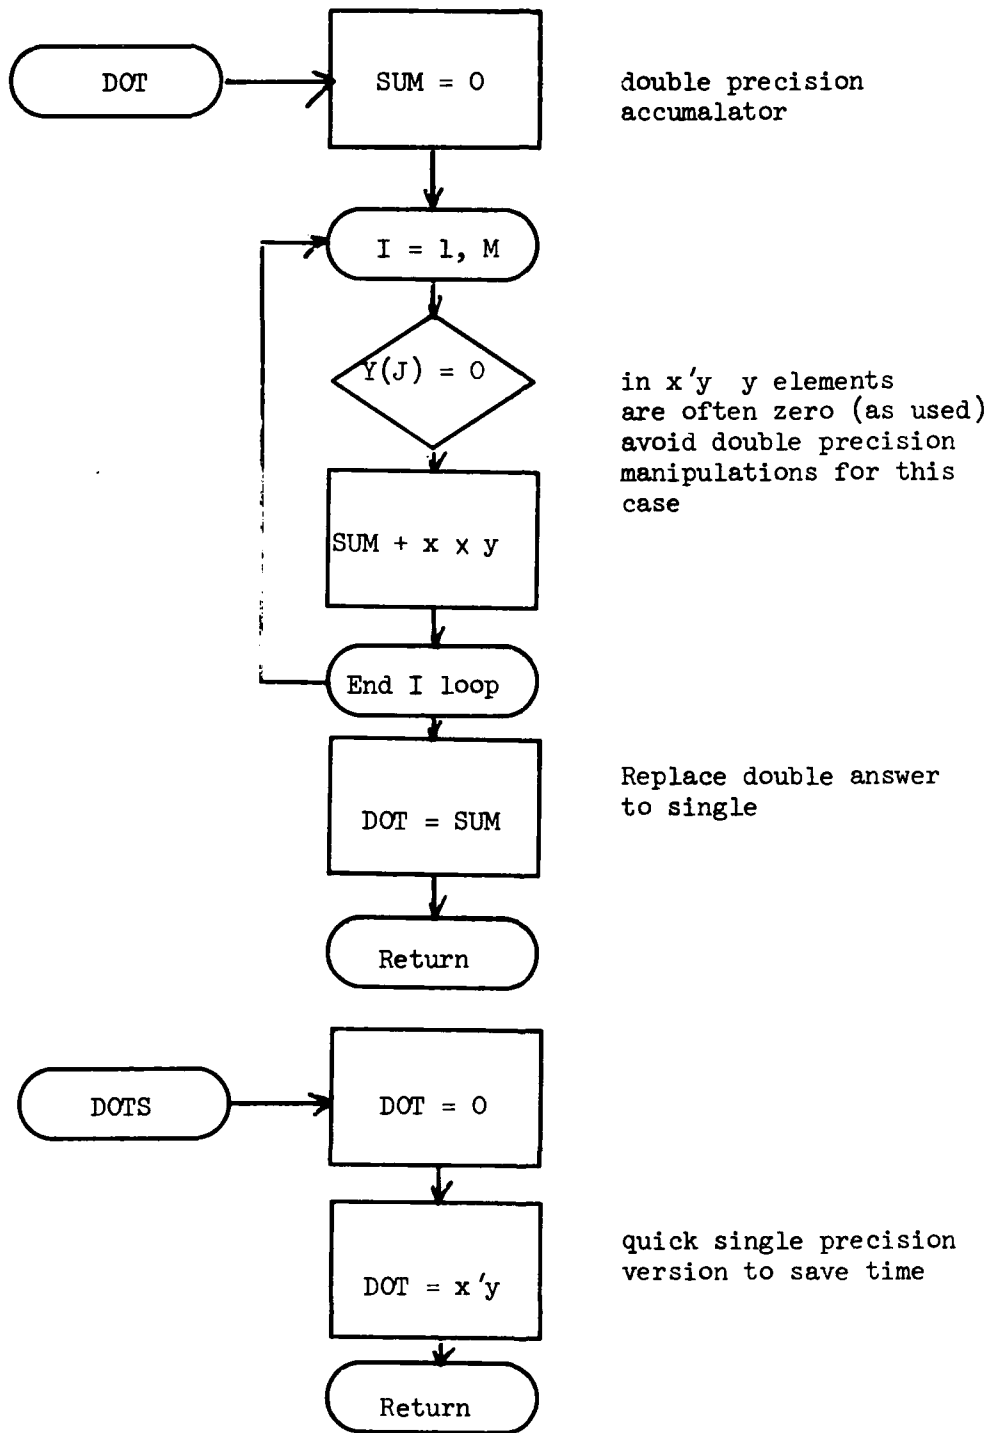 DOT
SUM = 0
double precision
accumalator
I = 1, M
Y(J) = 0
in x'y y elements
are often zero (as used)
avoid double precision
manipulations for this
case
SUM + x x y
End I loop
DOT = SUM
Replace double answer
to single
Return
DOTS
DOT = 0
DOT = x'y
quick single precision
version to save time
Return